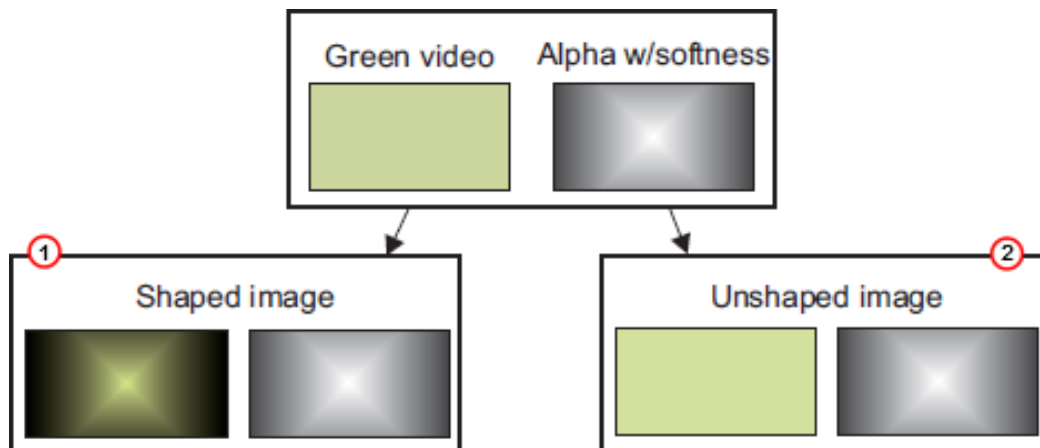 Green video
Alpha w/softness
1
2
Shaped image
Unshaped image